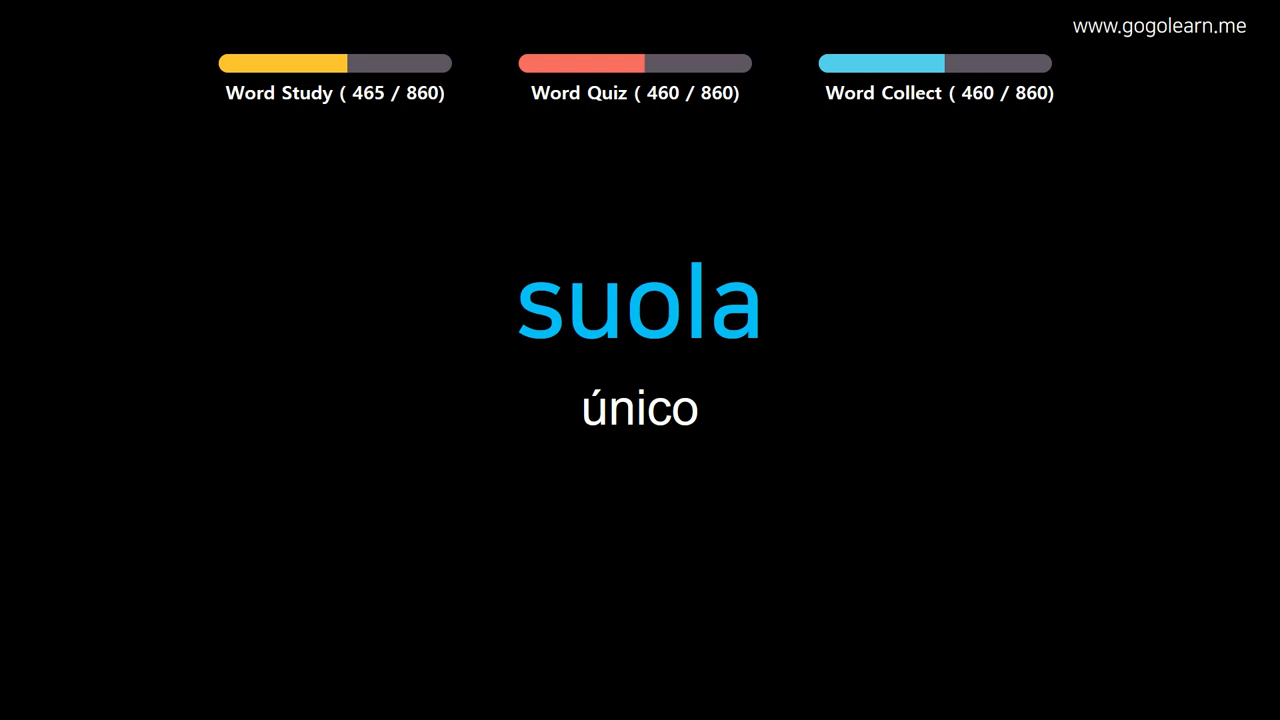 www.gogolearn.me
Word Study ( 465 / 860)
Word Quiz ( 460 / 860)
Word Collect ( 460 / 860)
suola
único